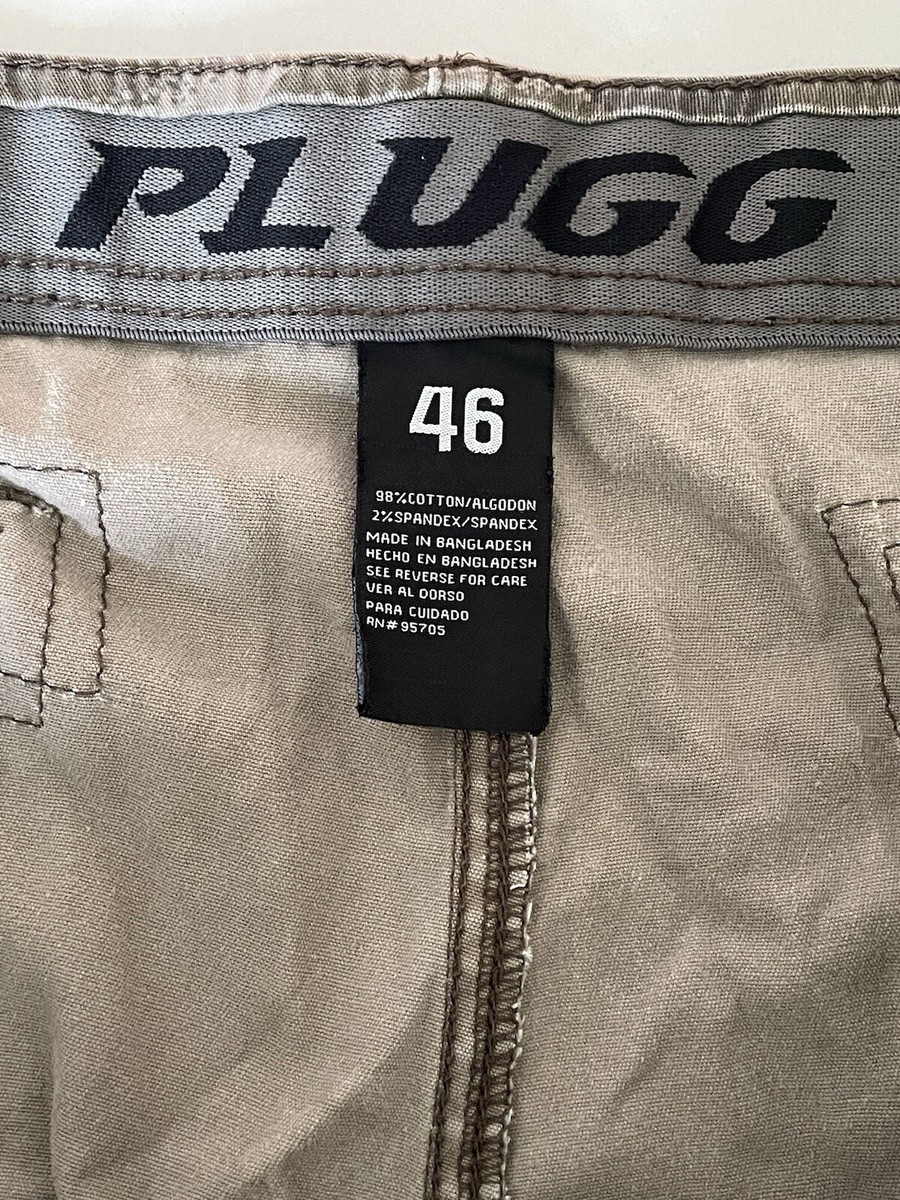 PLUGG
46
98%COTTON/ALGODON
2%SPANDEX/SPANDEX
MADE IN BANGLADESH
HECHO EN BANGLADESH
SEE REVERSE FOR CARE
VER AL DORSO
PARA CUIDADO
RN#95705